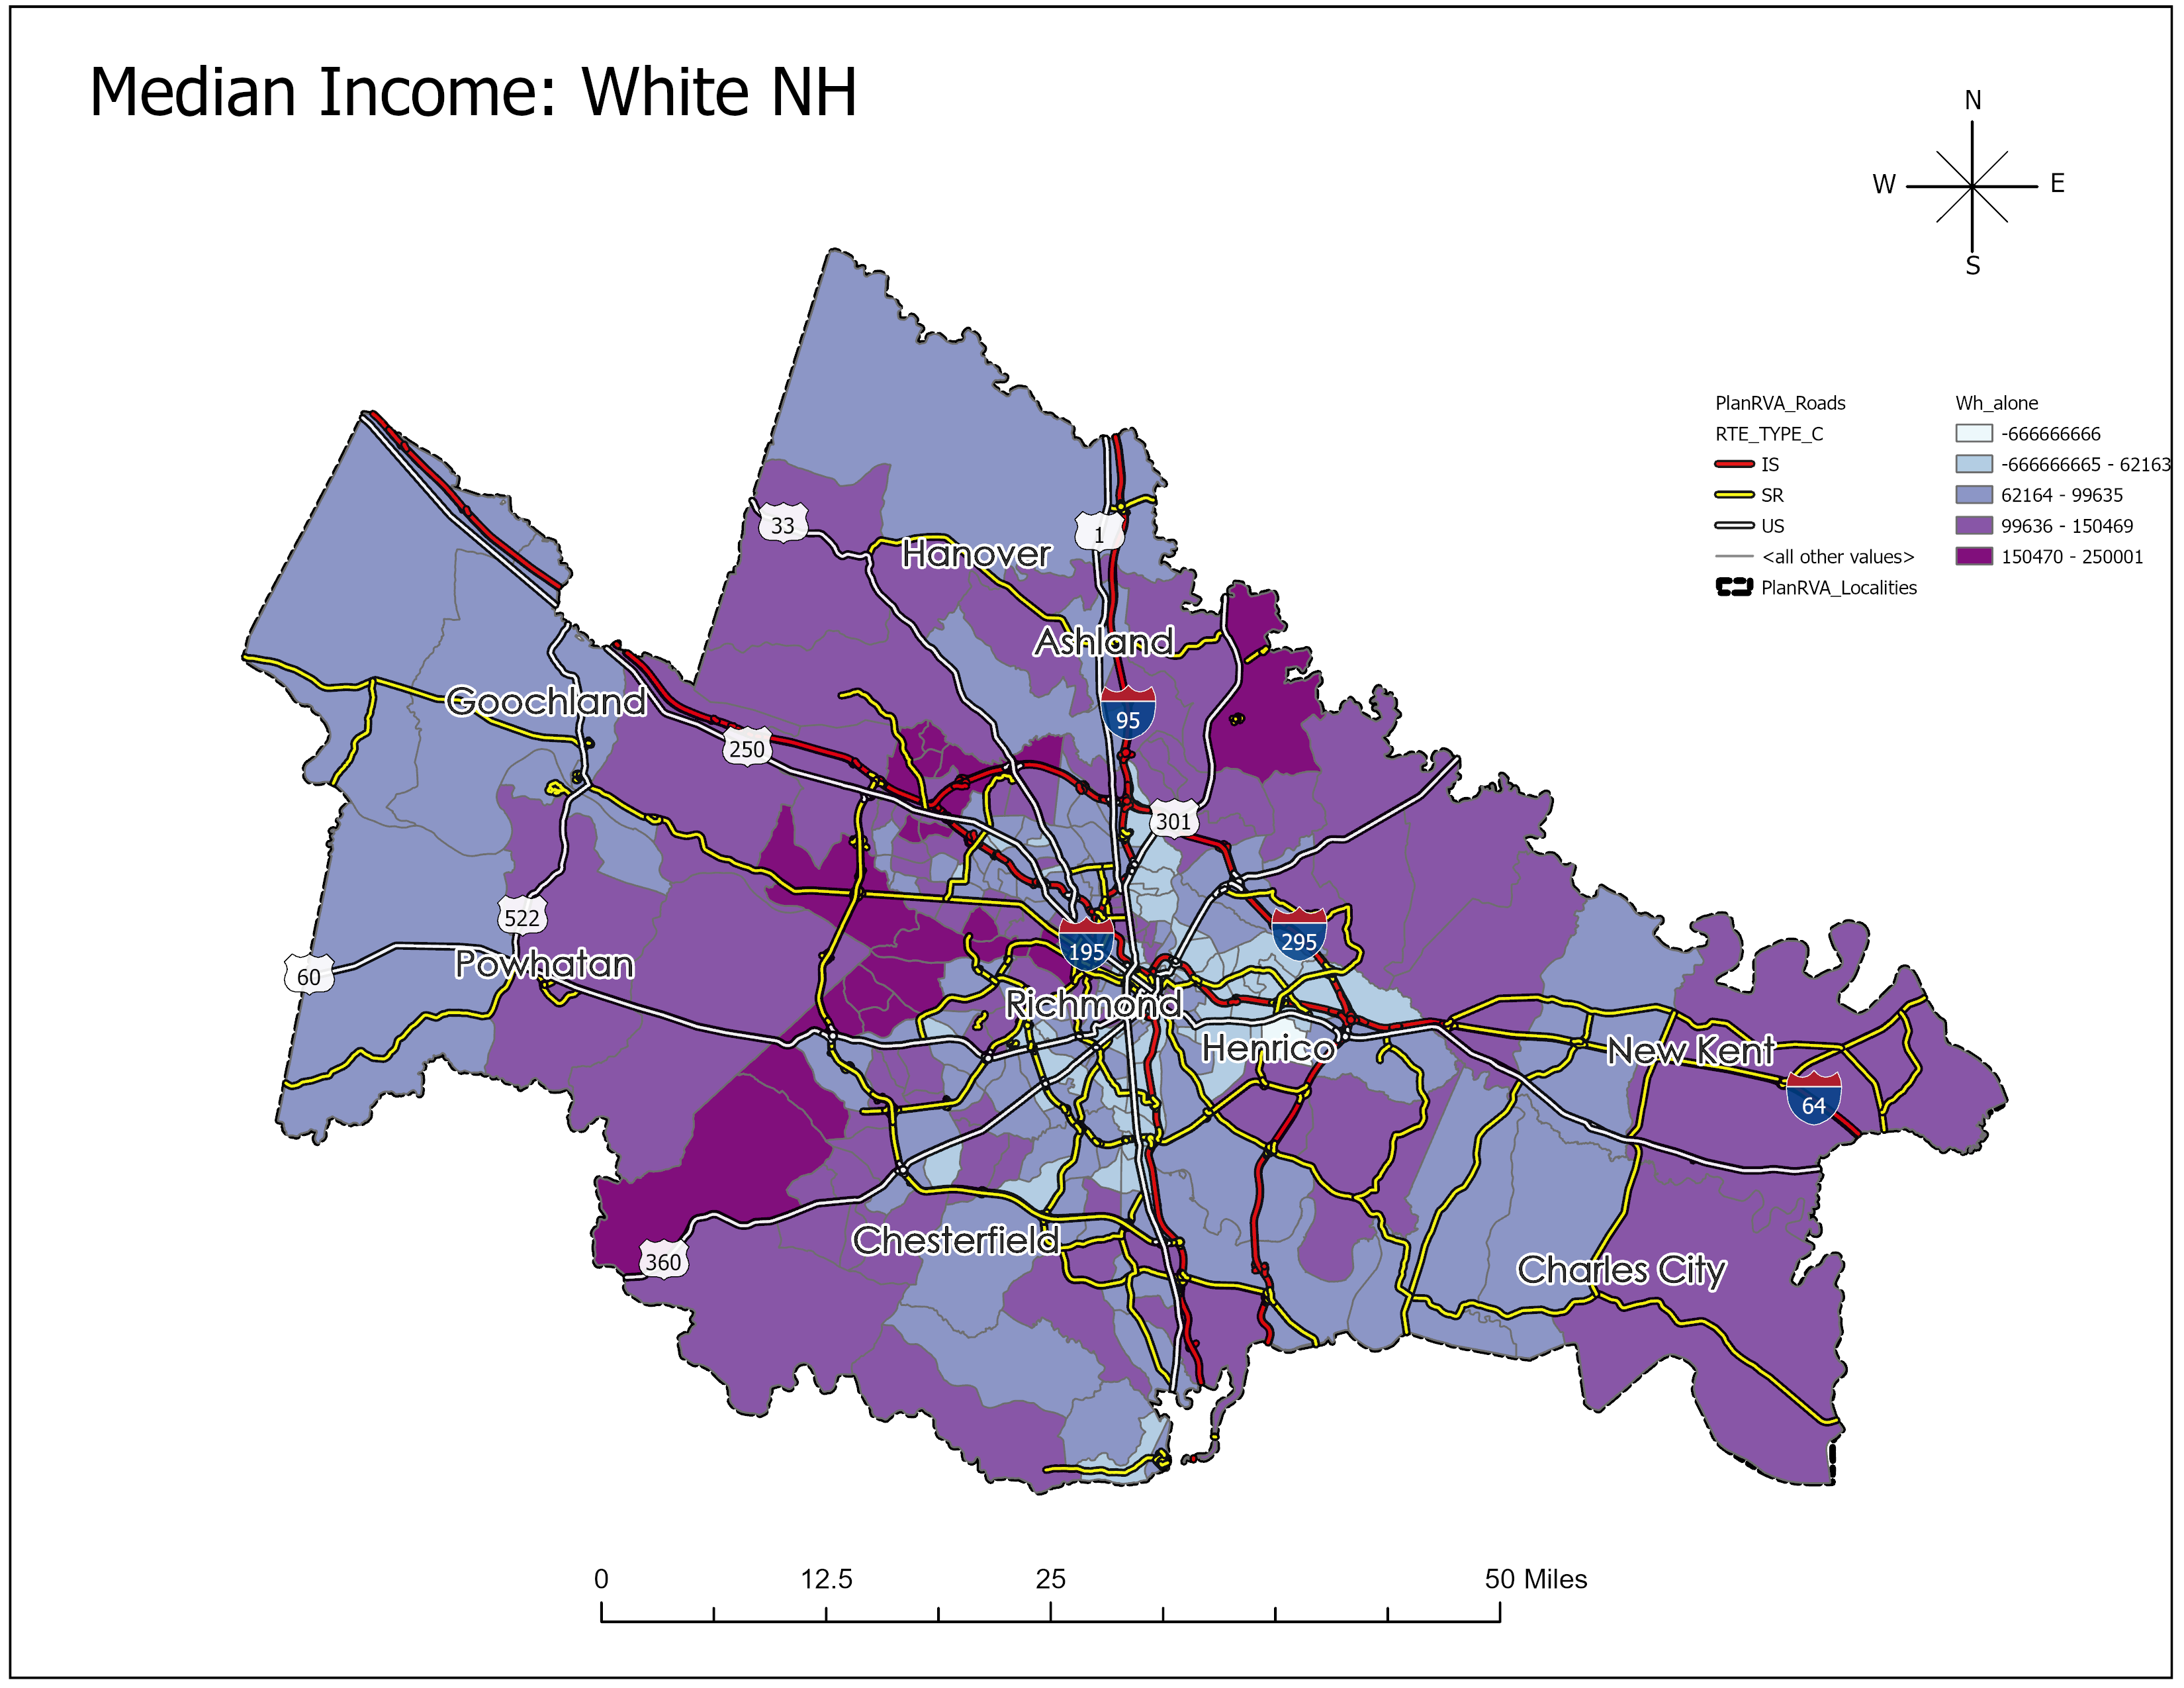 Median Income: White NH
N
W E
S
PlanRVA_Roads
RTE_TYPE_C
IS
SR
US
<all other values>
PlanRVA_Localities
Wh_alone
-666666666
-666666665 - 62163
62164 - 99635
99636 - 150469
150470 - 250001
33
1
Hanover
Ashland
Goochland
95
250
301
522
195
295
60
Powhatan
Richmond
Henrico
New Kent
64
Chesterfield
360
Charles City
0 12.5 25 50 Miles